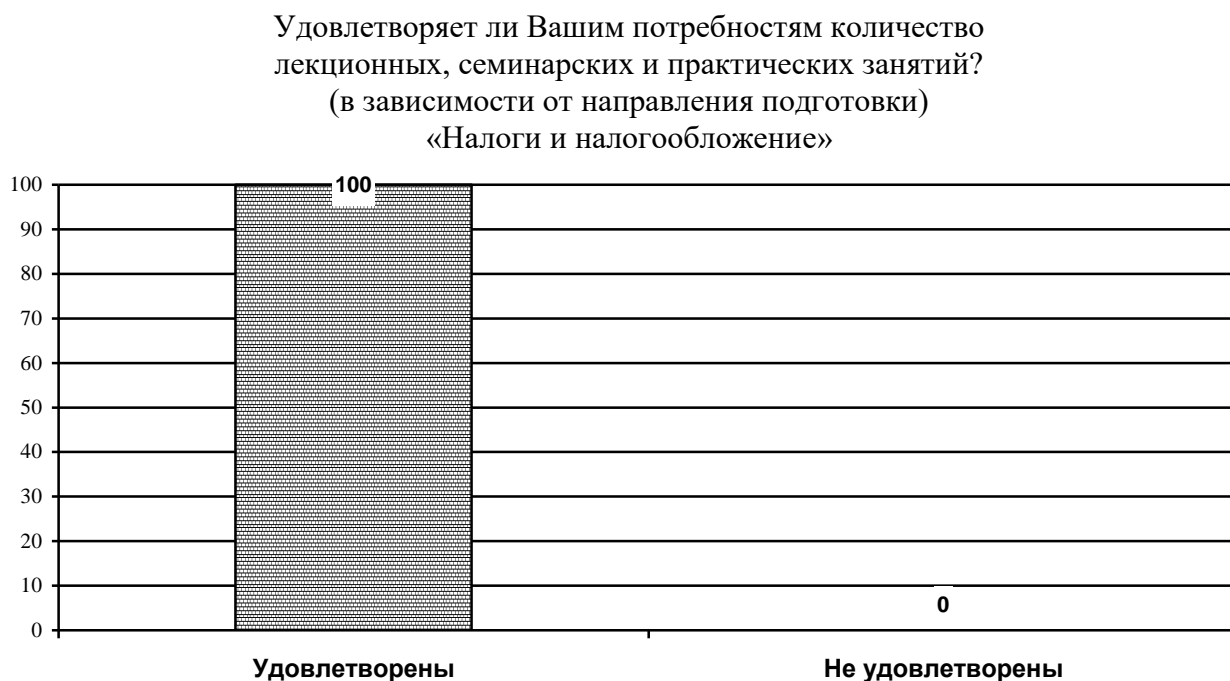 Удовлетворяет ли Вашим потребностям количество
лекционных, семинарских и практических занятий?
(в зависимости от направления подготовки)
«Налоги и налогообложение»
100
90
80
70
60
50
40
30
20
10
0
100
0
Удовлетворены
Не удовлетворены